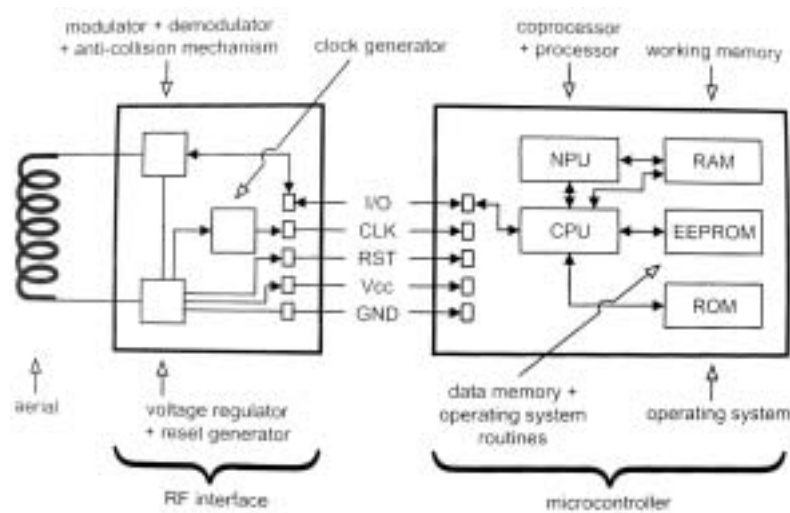 modulator + demodulator
+ anti-collision mechanism
clock generator
coprocessor
+ processor
working memory
NPU
RAM
I/O
CLK
CPU
EEPROM
RST
Vcc
GND
ROM
aerial
voltage regulator
+ reset generator
data memory +
operating system
routines
operating system
RF interface
microcontroller